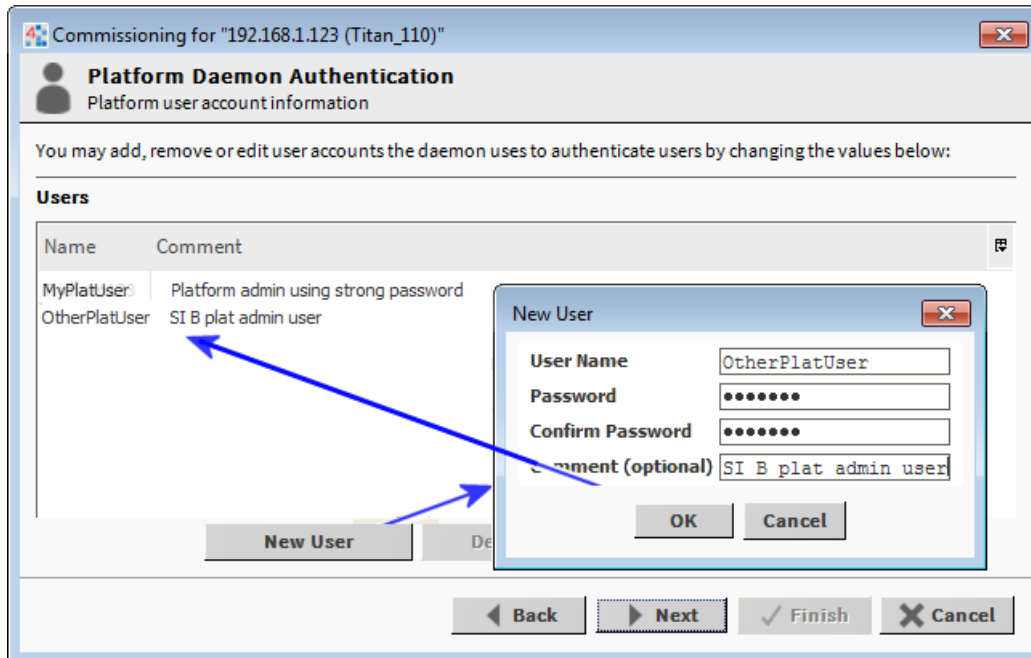 Commissioning for "192.168.1.123 (Titan_110)"
Platform Daemon Authentication
Platform user account information
You may add, remove or edit user accounts the daemon uses to authenticate users by changing the values below:
Users
Name Comment
MyPlatUser Platform admin using strong password
OtherPlatUser SI B plat admin user
New User
User Name OtherPlatUser
Password
Confirm Password
Comment (optional) SI B plat admin user
OK Cancel
New User De
Back Next Finish Cancel